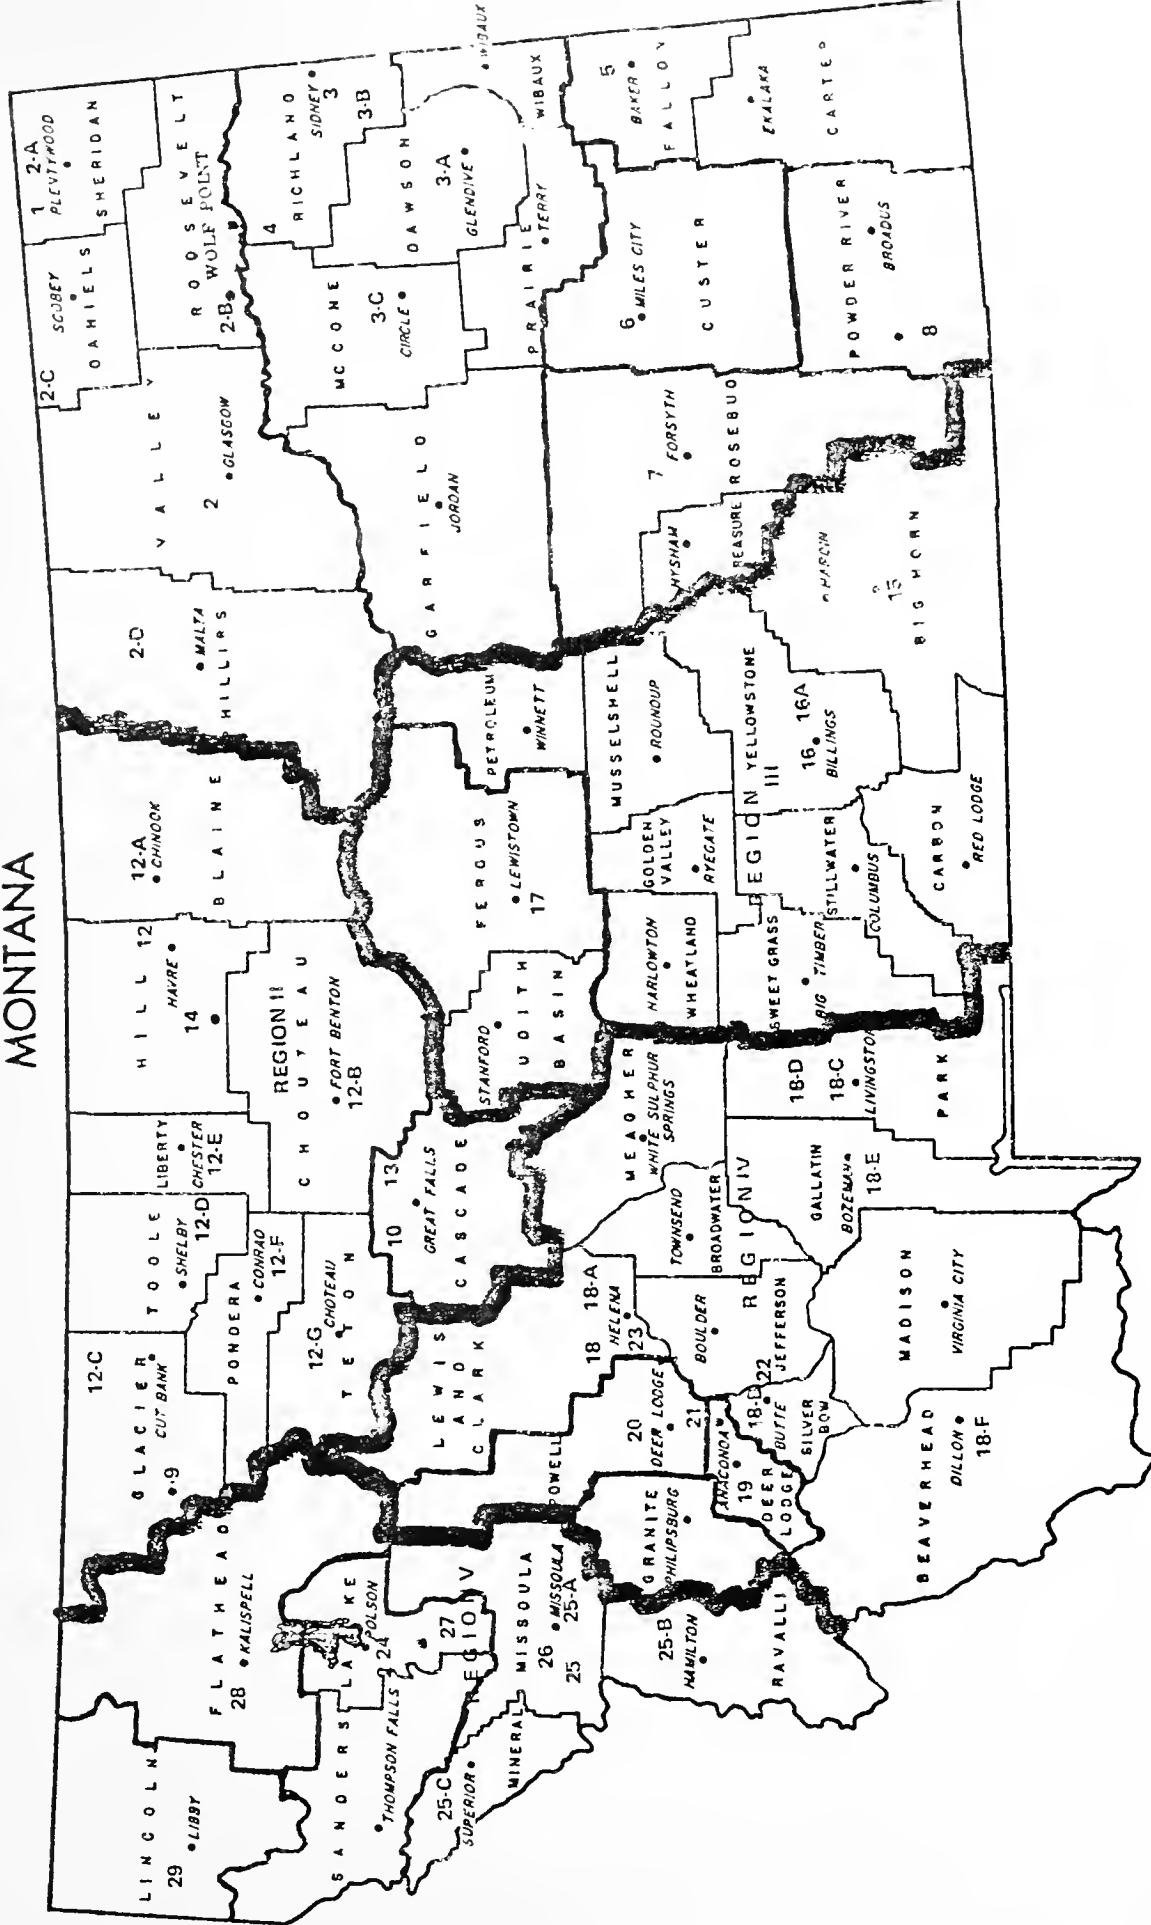 MONTANA
LINCOLN
29
LIBBY
FLATHEAD
28
KALISPELL
GLACIER
12-C
CUT BANK
9
TOOLE
SHELBY
12-D
LIBERTY
CHESTER
12-E
HILL
12
HAVRE
14
BLAINE
12-A
CHINOOK
PHILLIPS
2-D
MALTA
VALLEY
2
GLASGOW
2-C
SCOBEY
DAHIELS
1
2-A
PLEVTYWOOD
SHERIDAN
ROOSEVELT
WOLF POINT
2-B
PONDERA
CONRAD
12-F
TETON
12-G
CHOTEAU
REGION II
CHOUTEAU
FORT BENTON
12-B
SANDERS
THOMPSON FALLS
LAKE
POLSON
24
27
REGION V
MISSOULA
26
MISSOULA
25-A
25
MINERAL
25-C
SUPERIOR
POWELL
20
DEER LODGE
21
LEWIS
AND
CLARK
18
18-A
HELENA
23
CASCADE
10
13
GREAT FALLS
JUDITH
BASIN
STANFORD
FERGUS
LEWISTOWN
17
PETROLEUM
WINNETT
GARFIELD
JORDAN
MCCONE
3-C
CIRCLE
4
RICHLAND
SIDNEY
3
3-B
DAWSON
3-A
GLENDIVE
WIBAUX
WIBAUX
PRAIRIE
TERRY
5
BAKER
FALLON
EKALAKA
CARTER
6
MILES CITY
CUSTER
POWDER RIVER
BROADUS
8
7
FORSYTH
ROSEBUD
HYSHAM
TREASURE
HARDIN
15
BIG HORN
MUSSELSHELL
ROUNDUP
YELLOWSTONE
16
16A
BILLINGS
REGION
III
GOLDEN
VALLEY
RYEGATE
HARLOWTON
WHEATLAND
SWEET GRASS
BIG TIMBER
STILLWATER
COLUMBUS
CARBON
RED LODGE
MEAGHER
WHITE SULPHUR
SPRINGS
18-D
18-C
LIVINGSTON
PARK
TOWNSEND
BROADWATER
REGION IV
GALLATIN
BOZEMAN
18-E
BOULDER
JEFFERSON
22
18-D
BUTTE
SILVER
BOW
ANACONDA
19
DEER
LODGE
GRANITE
PHILIPSBURG
25-B
HAMILTON
RAVALLI
MADISON
VIRGINIA CITY
BEAVERHEAD
DILLON
18-F